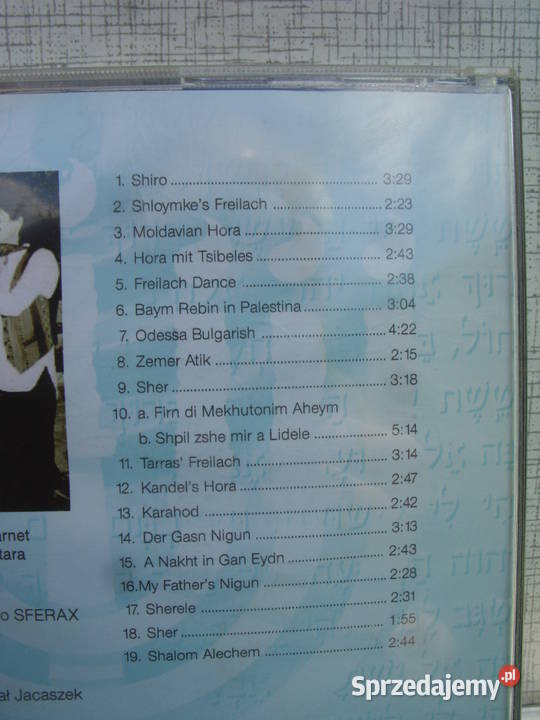 1. Shiro 3:29
2. Shloymke's Freilach 2:23
3. Moldavian Hora 3:29
4. Hora mit Tsibeles 2:43
5. Freilach Dance 2:38
6. Baym Rebin in Palestina 3:04
7. Odessa Bulgarish 4:22
8. Zemer Atik 2:15
9. Sher 3:18
10. a. Firn di Mekhutonim Aheym
b. Shpil zshe mir a Lidele 5:14
11. Tarras' Freilach 3:14
12. Kandel's Hora 2:47
13. Karahod 2:42
14. Der Gasn Nigun 3:13
15. A Nakht in Gan Eydn 2:43
16.My Father's Nigun 2:28
17. Sherele 2:31
18. Sher 1:55
19. Shalom Alechem 2:44
arnet
tara
o SFERAX
ał Jacaszek
Sprzedajemy.pl